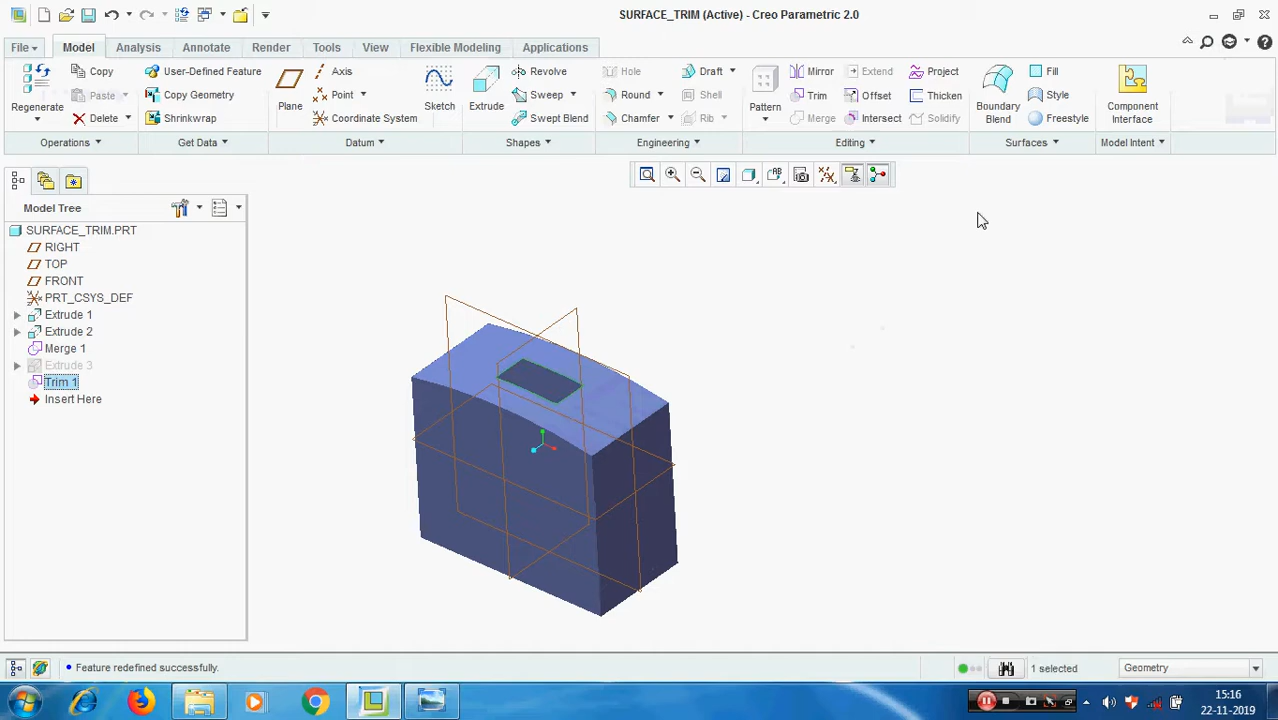 SURFACE_TRIM (Active) - Creo Parametric 2.0
File Model Analysis Annotate Render Tools View Flexible Modeling Applications
Regenerate Copy Paste Delete
Operations
User-Defined Feature Copy Geometry Shrinkwrap
Get Data
Plane Axis Point Coordinate System Sketch
Datum
Extrude Revolve Sweep Swept Blend
Shapes
Hole Round Chamfer Draft Shell Rib
Engineering
Pattern Mirror Trim Merge Extend Offset Intersect Project Thicken Solidify
Editing
Boundary Blend Fill Style Freestyle
Surfaces
Component Interface
Model Intent
Model Tree
SURFACE_TRIM.PRT
RIGHT
TOP
FRONT
PRT_CSYS_DEF
Extrude 1
Extrude 2
Merge 1
Extrude 3
Trim 1
Insert Here
Feature redefined successfully.
1 selected
Geometry
15:16
22-11-2019